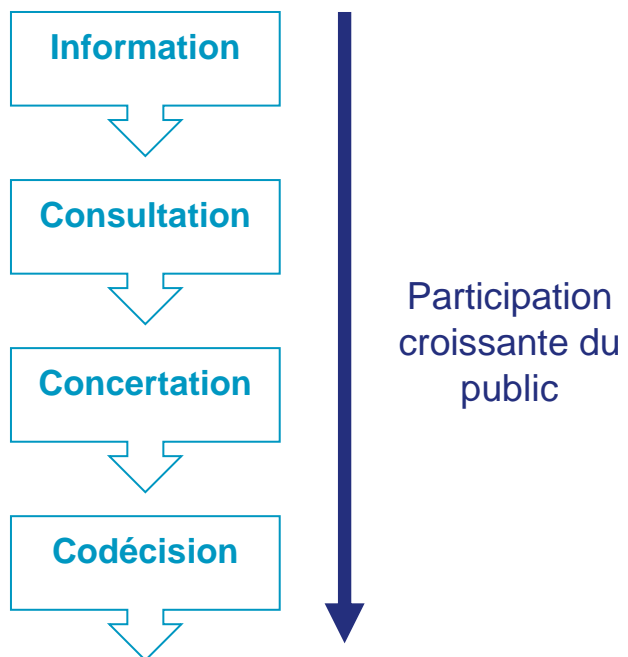 Information
Consultation
Concertation
Codécision
Participation
croissante du
public